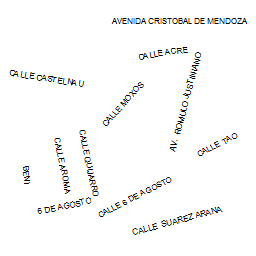 AVENIDA CRISTOBAL DE MENDOZA
CALLE ACRE
CALLE CASTELNAU
CALLE MOXOS
AV. ROMULO JUSTINIANO
CALLE TAO
CALLE QUIJARRO
CALLE AROMA
BENI
6 DE AGOSTO
CALLE 6 DE AGOSTO
CALLE SUAREZ ARANA